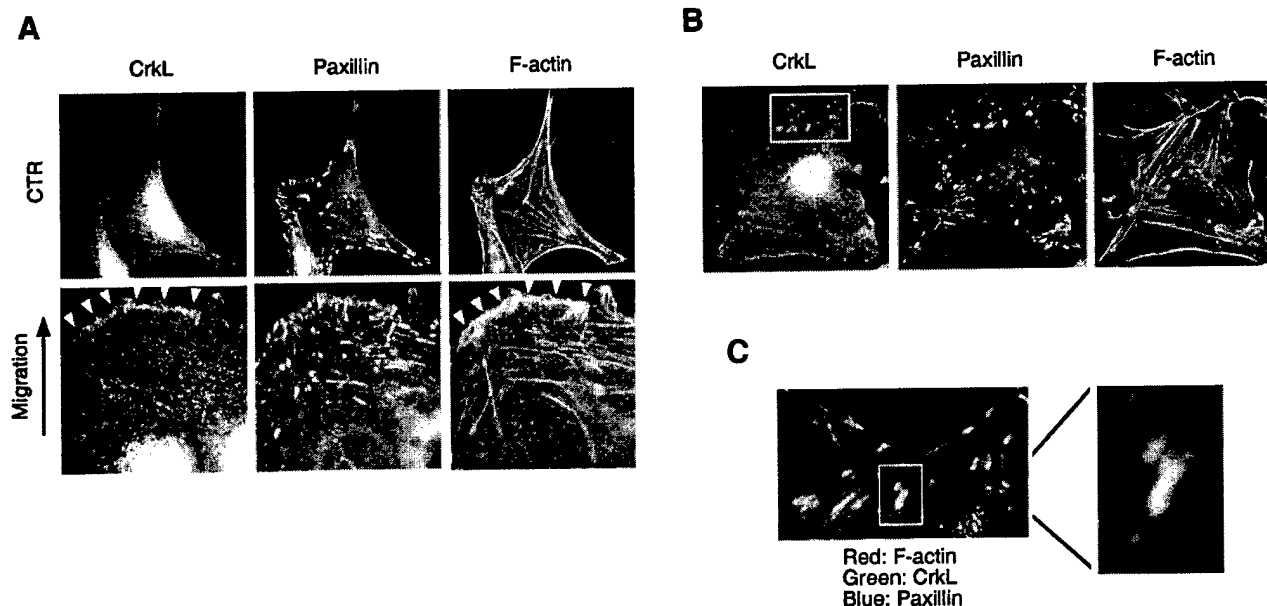 A
CrkL Paxillin F-actin
CTR
Migration
B
CrkL Paxillin F-actin
C
Red: F-actin
Green: CrkL
Blue: Paxillin